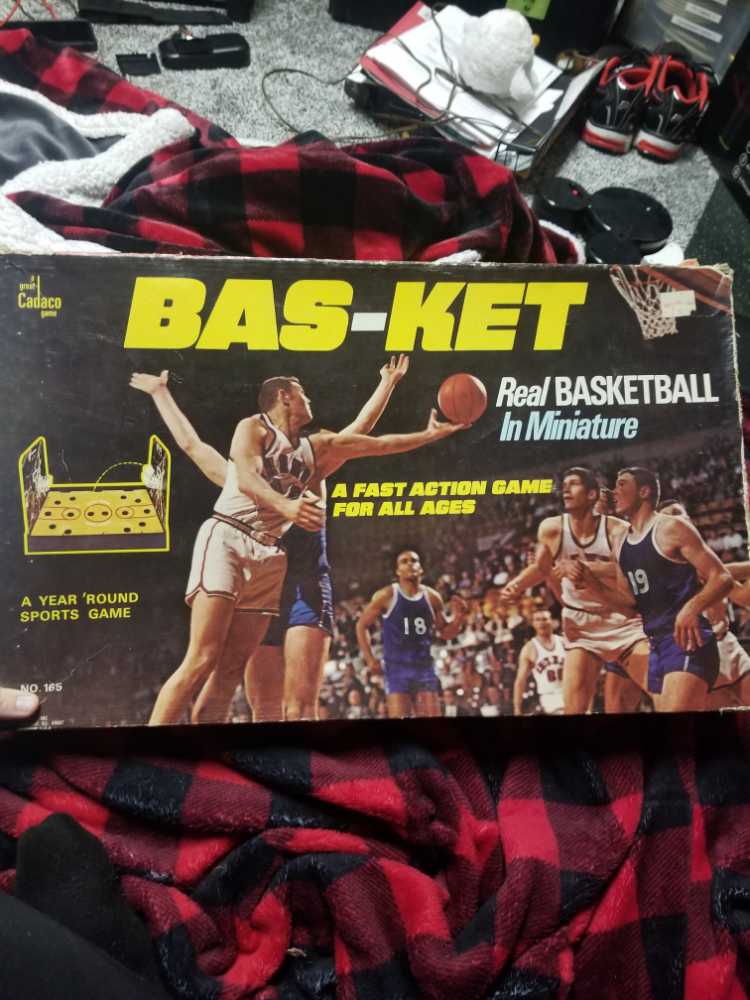 a
great
Cadaco
game
BAS-KET
Real BASKETBALL
In Miniature
A FAST ACTION GAME
FOR ALL AGES
A YEAR 'ROUND
SPORTS GAME
18
19
NO. 165